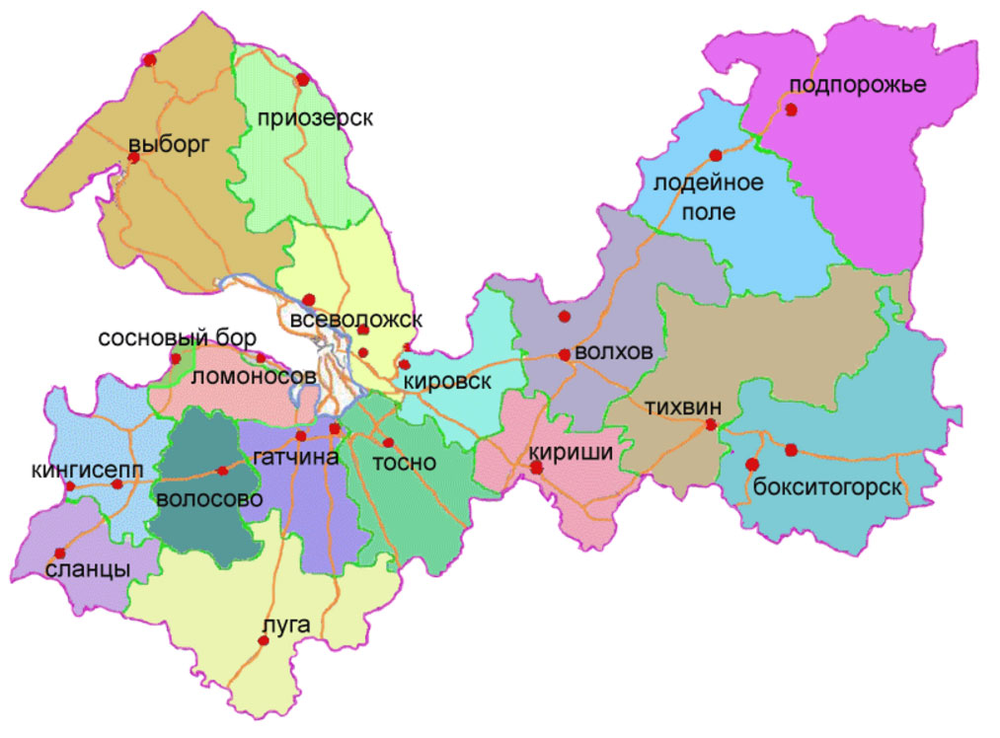 подпорожье
приозерск
выборг
лодейное
поле
всеволожск
сосновый бор
волхов
ломоносов
кировск
тихвин
кириши
гатчина
тосно
кингисепп
бокситогорск
волосово
сланцы
луга